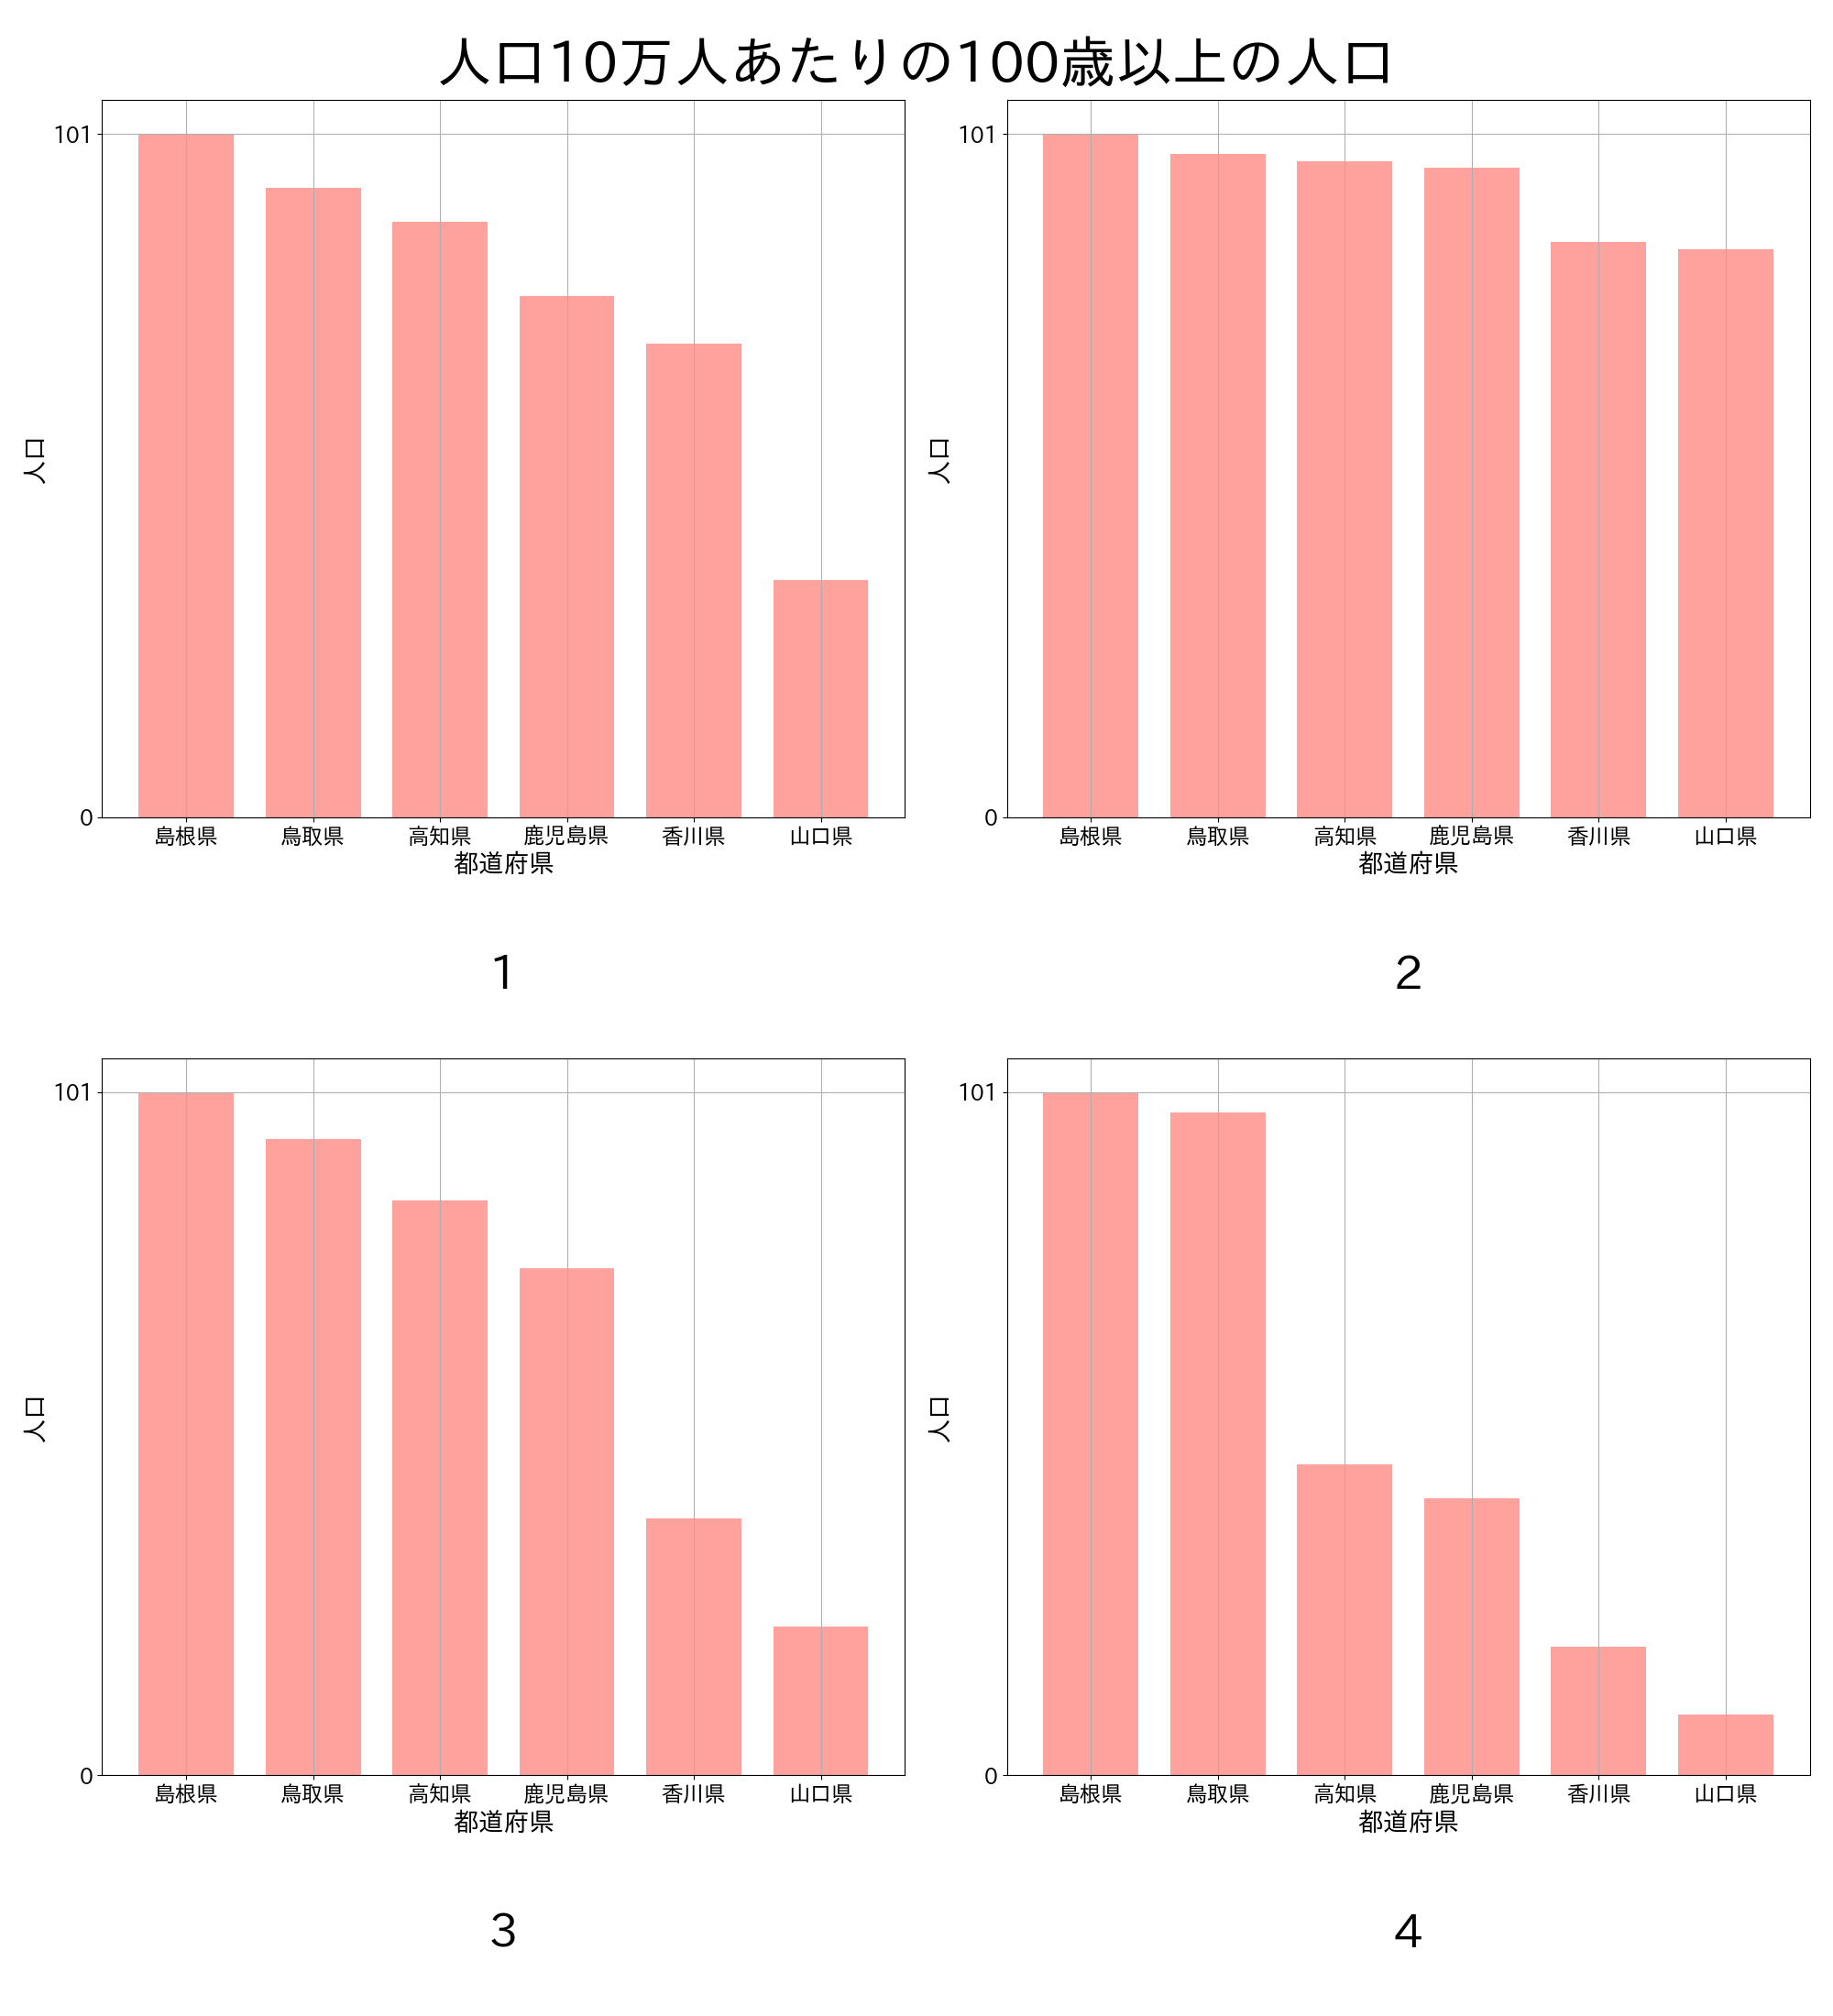 人口10万人あたりの100歳以上の人口
101
0
人口
島根県 鳥取県 高知県 鹿児島県 香川県 山口県
都道府県
1
101
0
人口
島根県 鳥取県 高知県 鹿児島県 香川県 山口県
都道府県
2
101
0
人口
島根県 鳥取県 高知県 鹿児島県 香川県 山口県
都道府県
3
101
0
人口
島根県 鳥取県 高知県 鹿児島県 香川県 山口県
都道府県
4